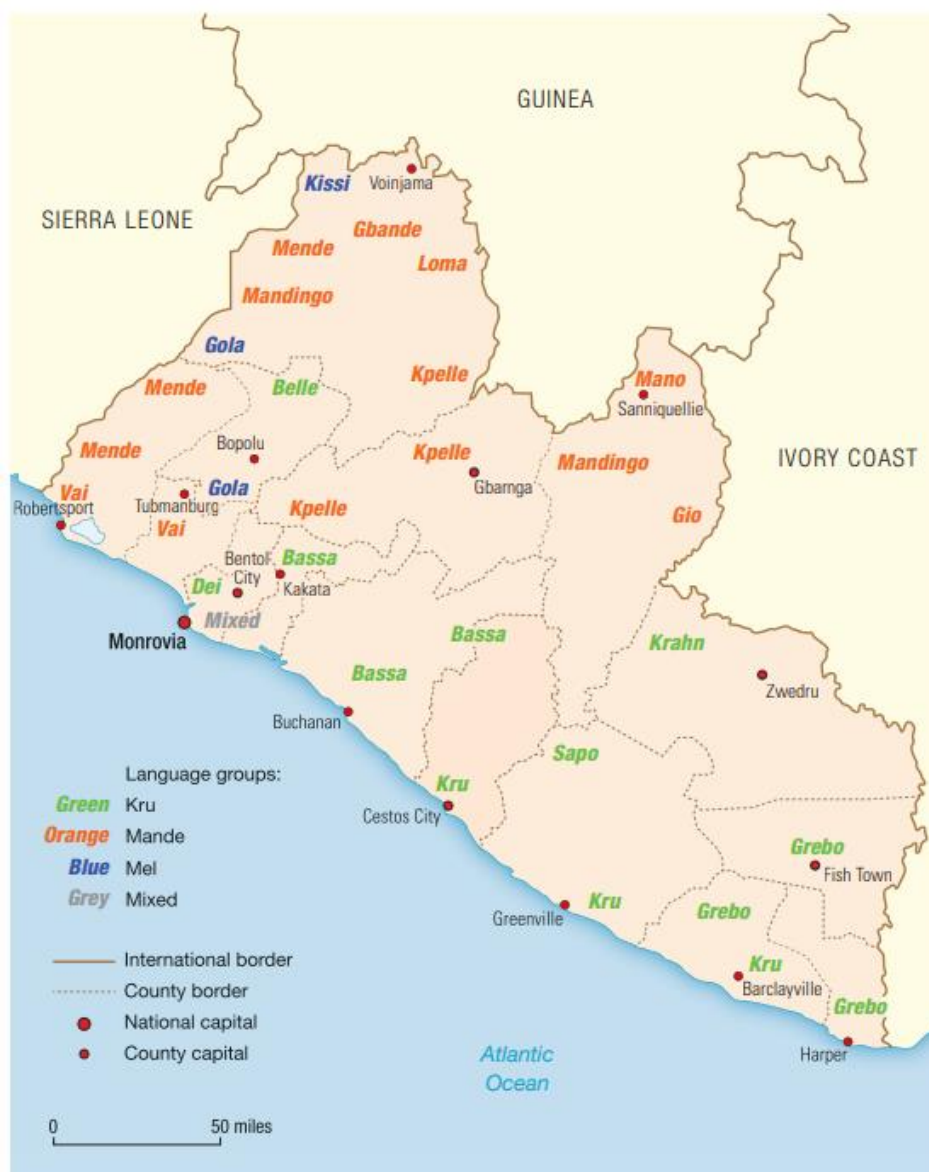 GUINEA
SIERRA LEONE
IVORY COAST
Kissi
Voinjama
Gbande
Mende
Loma
Mandingo
Gola
Mende
Belle
Kpelle
Mano
Sanniquellie
Mende
Bopolu
Kpelle
Gbarnga
Mandingo
Vai
Robertsport
Tubmanburg
Gola
Vai
Kpelle
Gio
Bentol
City
Bassa
Kakata
Dei
Mixed
Monrovia
Bassa
Krahn
Zwedru
Bassa
Buchanan
Sapo
Kru
Cestos City
Grebo
Fish Town
Greenville
Kru
Grebo
Kru
Barclayville
Grebo
Harper
Atlantic
Ocean
Language groups:
Green Kru
Orange Mande
Blue Mel
Grey Mixed
International border
County border
National capital
County capital
0 50 miles